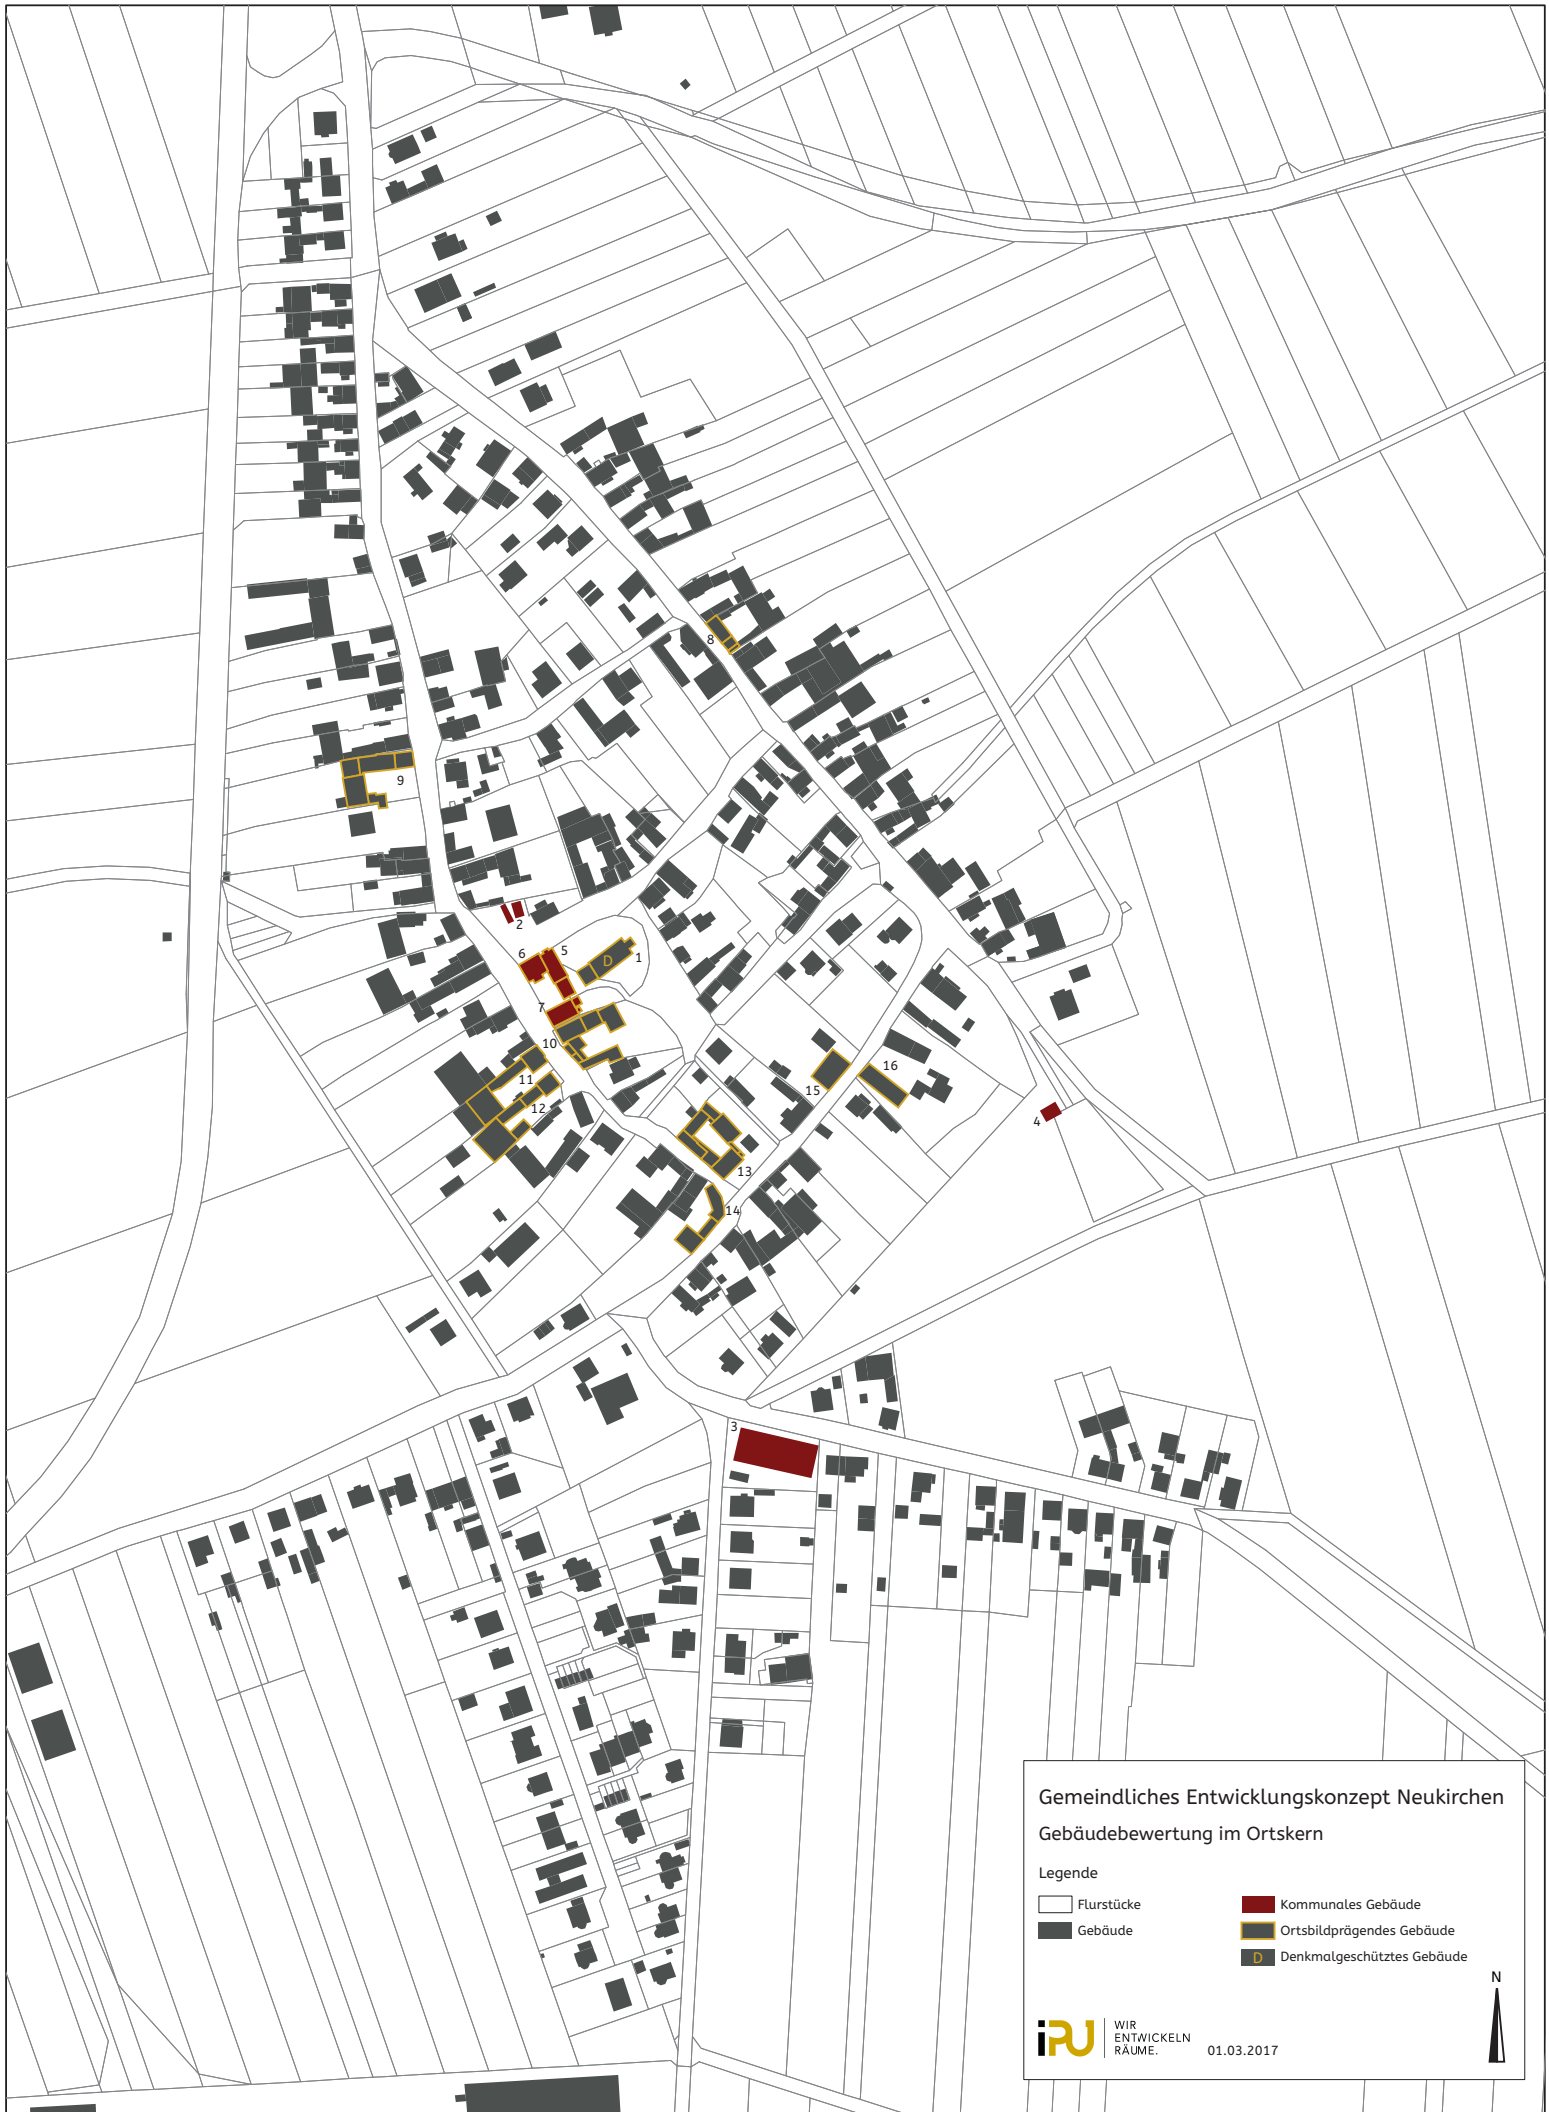 8
9
2
6
5
D
1
7
10
11
12
15
16
4
13
14
3
Gemeindliches Entwicklungskonzept Neukirchen
Gebäudebewertung im Ortskern
Legende
Flurstücke
Gebäude
Kommunales Gebäude
Ortsbildprägendes Gebäude
D Denkmalgeschütztes Gebäude
N
iPU
WIR
ENTWICKELN
RÄUME.
01.03.2017